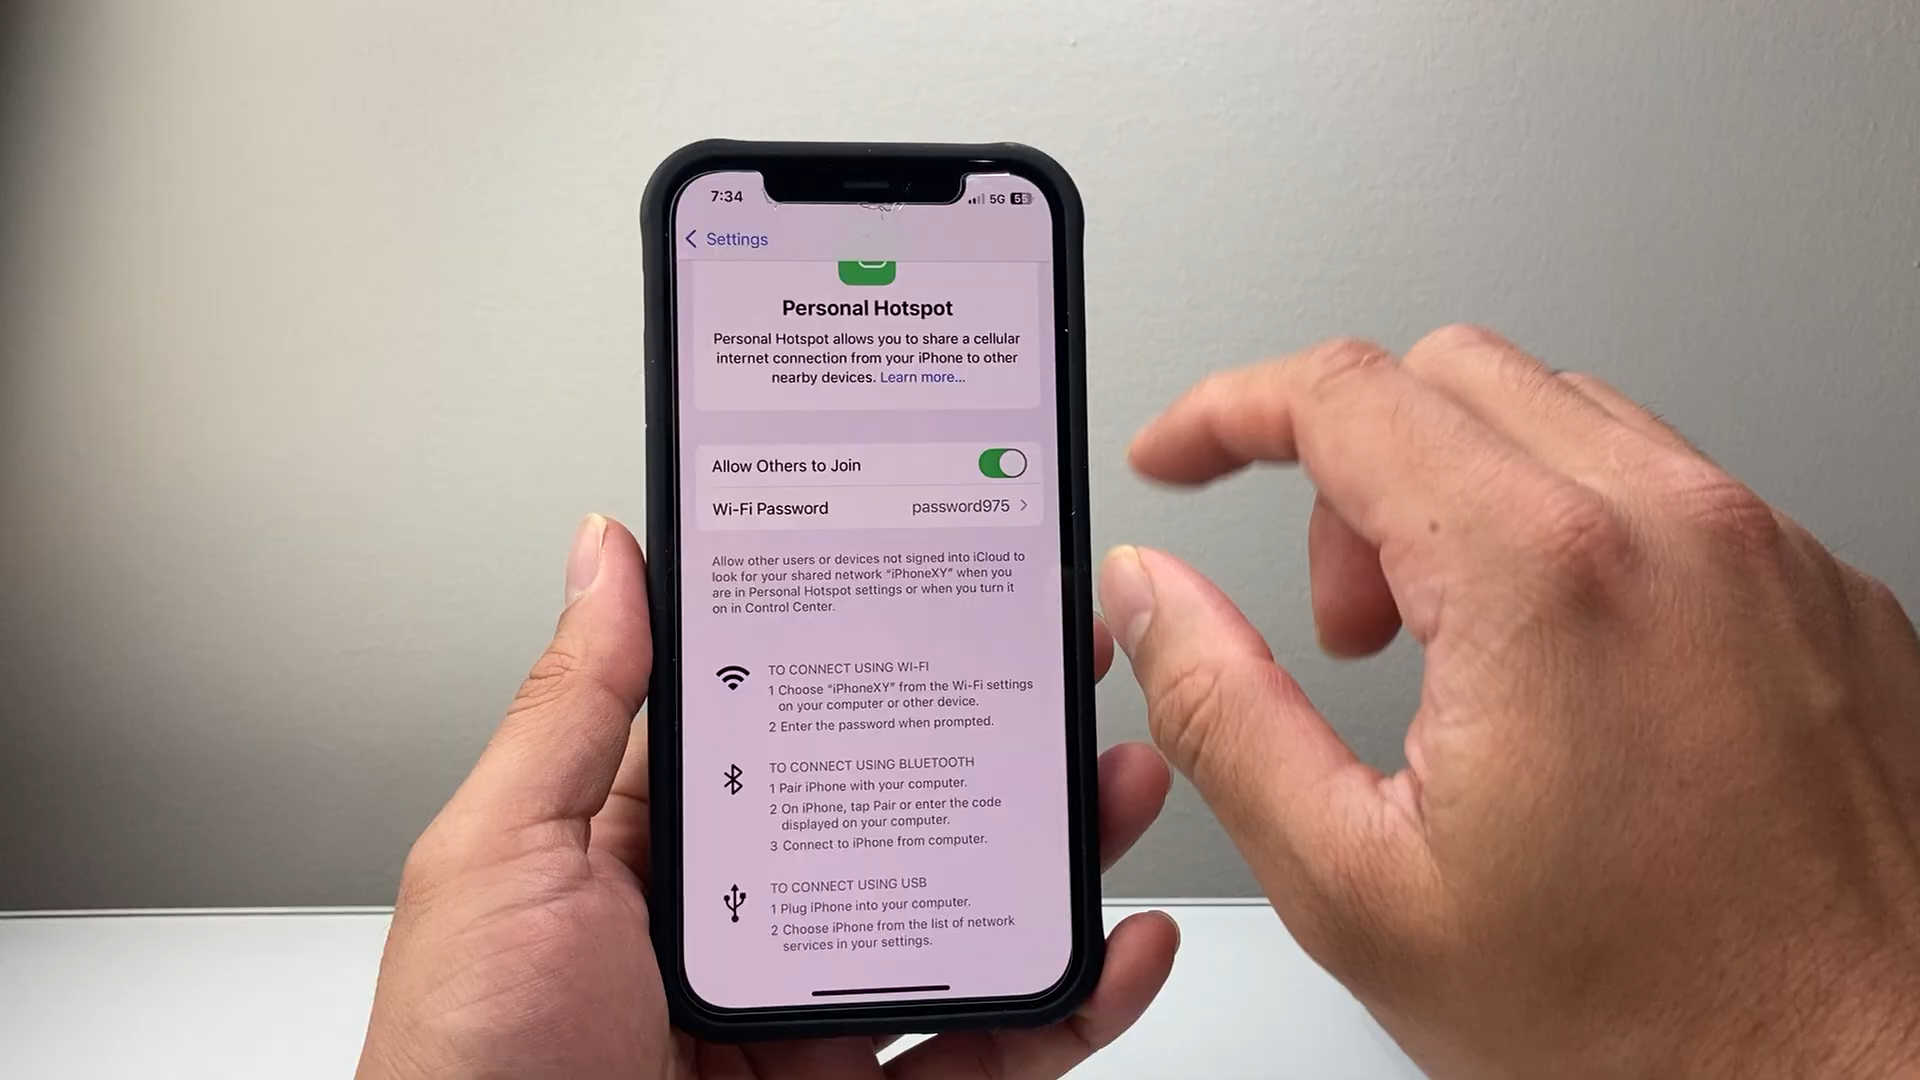 7:34
5G 55
Settings
Personal Hotspot
Personal Hotspot allows you to share a cellular
internet connection from your iPhone to other
nearby devices. Learn more...
Allow Others to Join
Wi-Fi Password password975
Allow other users or devices not signed into iCloud to
look for your shared network “iPhoneXY” when you
are in Personal Hotspot settings or when you turn it
on in Control Center.
TO CONNECT USING WI-FI
1 Choose “iPhoneXY” from the Wi-Fi settings
on your computer or other device.
2 Enter the password when prompted.
TO CONNECT USING BLUETOOTH
1 Pair iPhone with your computer.
2 On iPhone, tap Pair or enter the code
displayed on your computer.
3 Connect to iPhone from computer.
TO CONNECT USING USB
1 Plug iPhone into your computer.
2 Choose iPhone from the list of network
services in your settings.